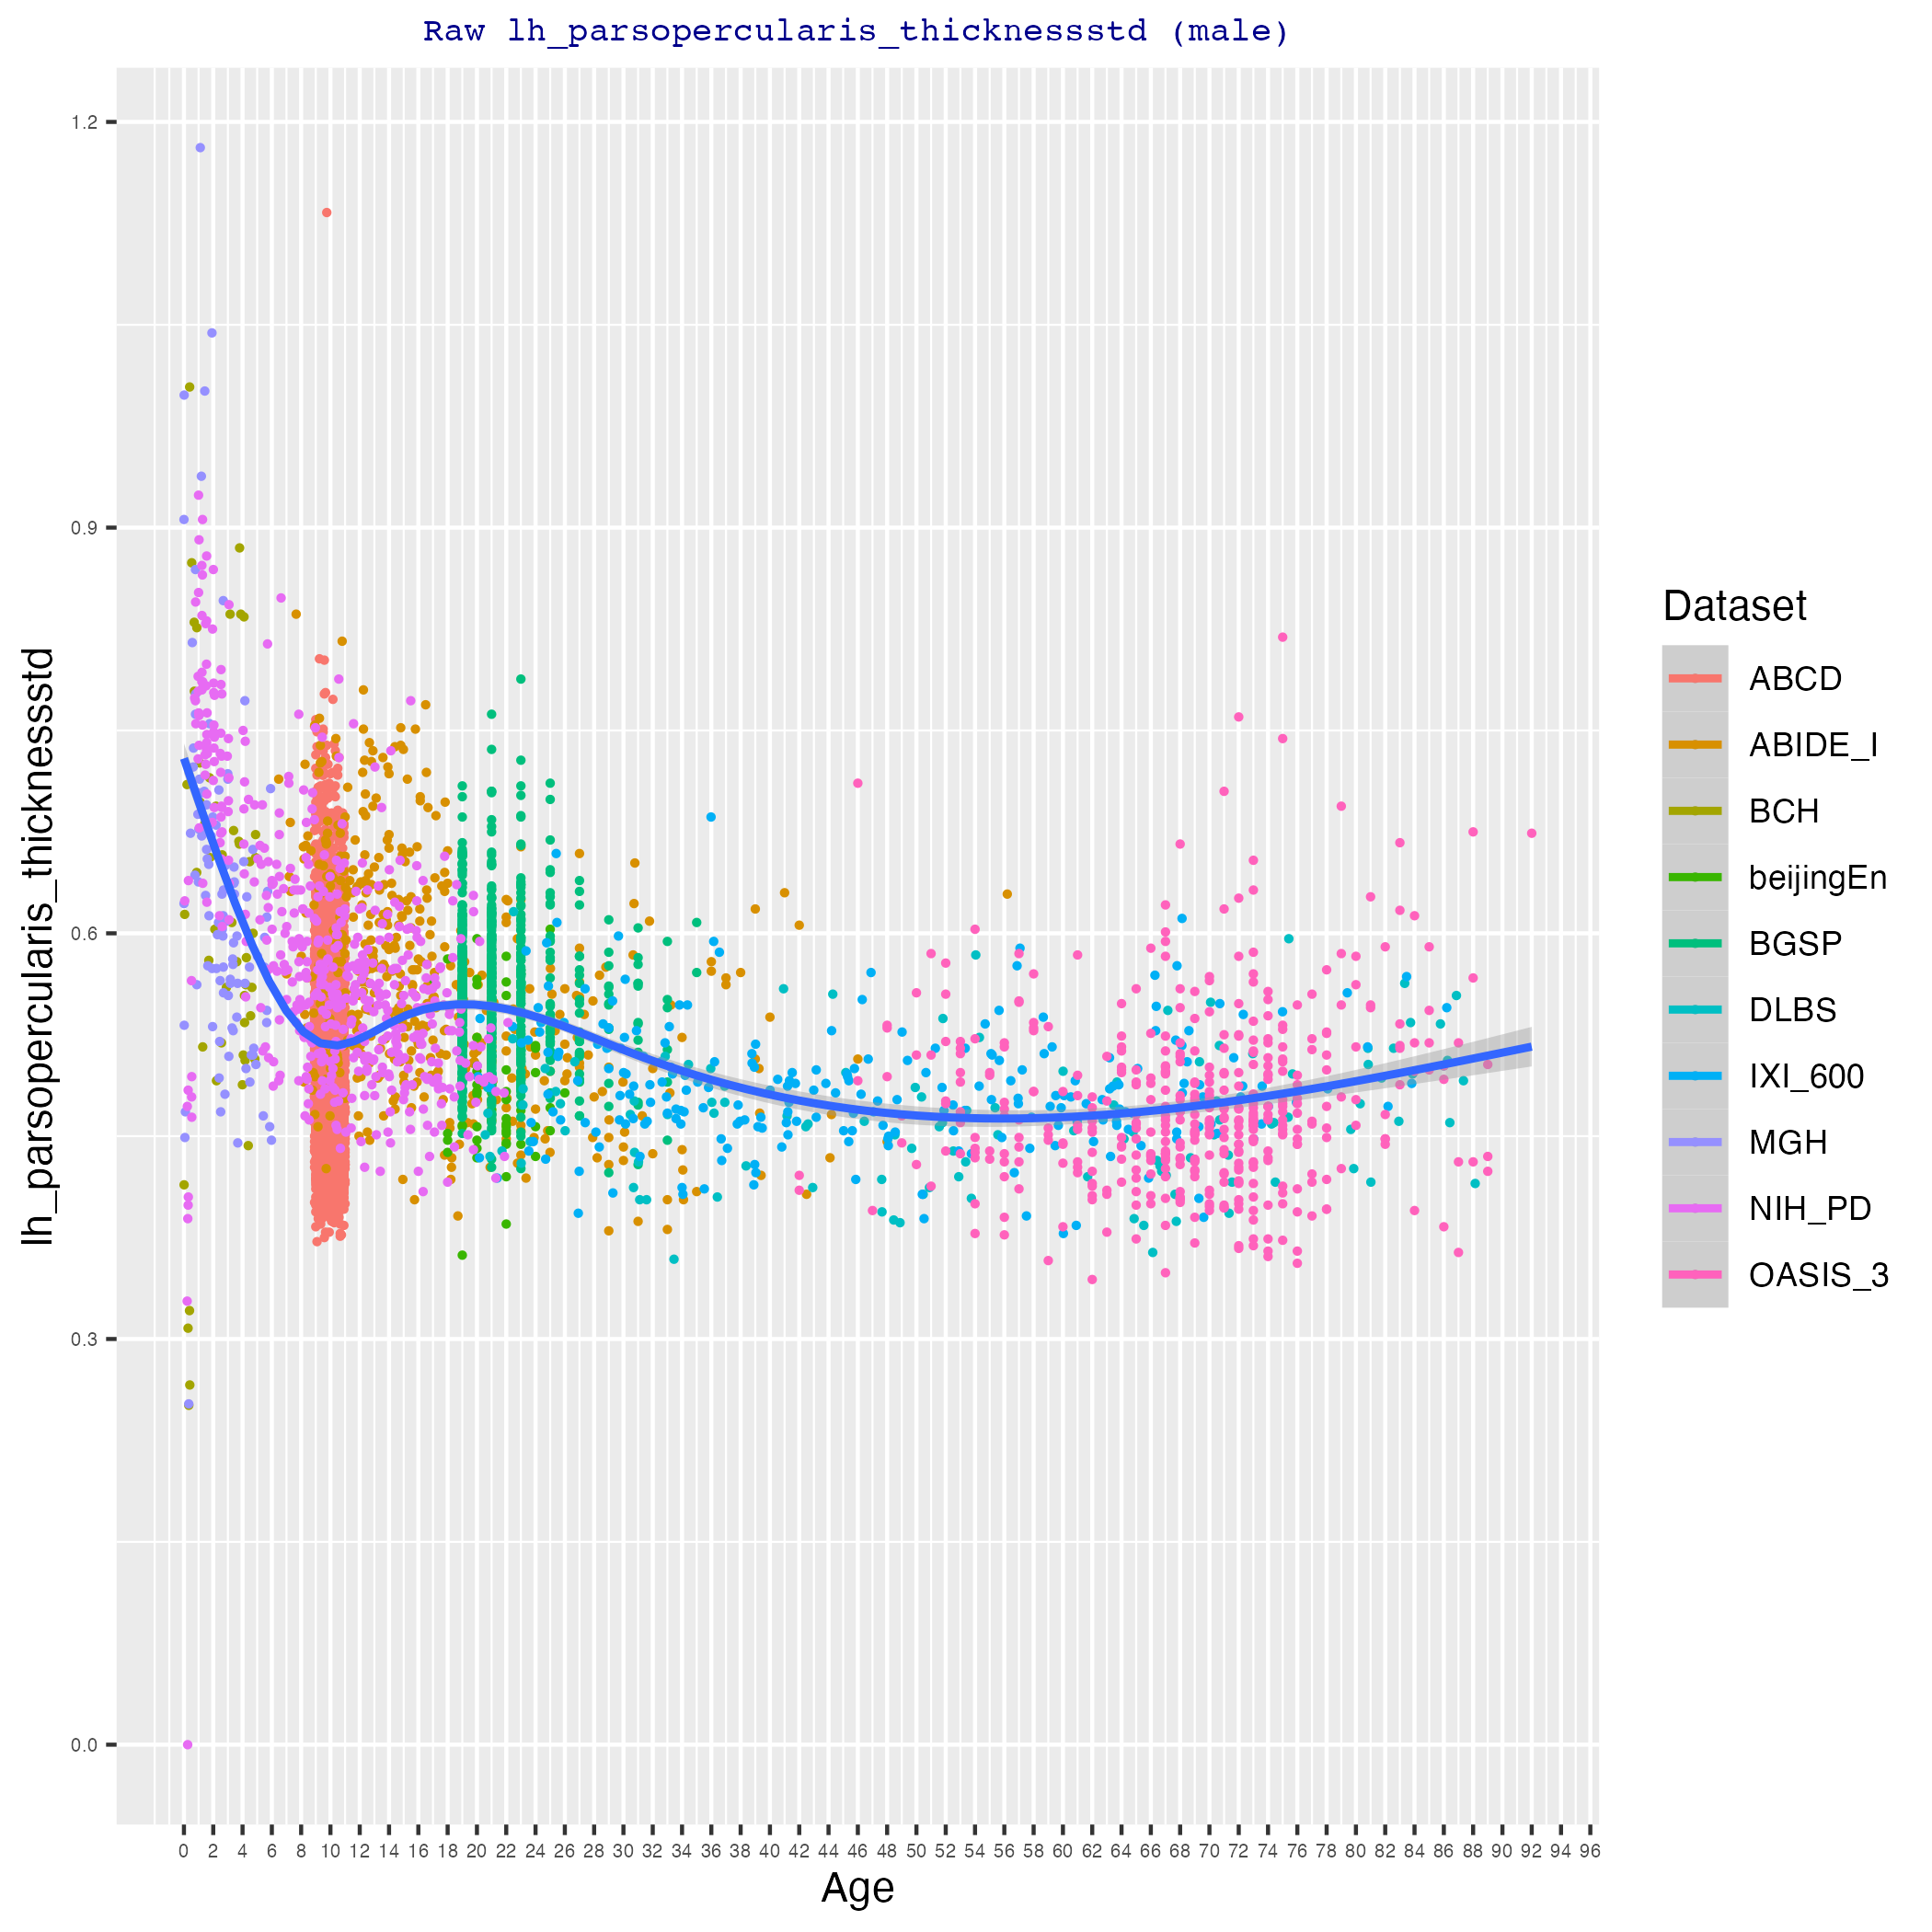 Raw lh_parsopercularis_thicknessstd (male)
lh_parsopercularis_thicknessstd
1.2
0.9
0.6
0.3
0.0
0 2 4 6 8 10 12 14 16 18 20 22 24 26 28 30 32 34 36 38 40 42 44 46 48 50 52 54 56 58 60 62 64 66 68 70 72 74 76 78 80 82 84 86 88 90 92 94 96
Age
Dataset
ABCD
ABIDE_I
BCH
beijingEn
BGSP
DLBS
IXI_600
MGH
NIH_PD
OASIS_3